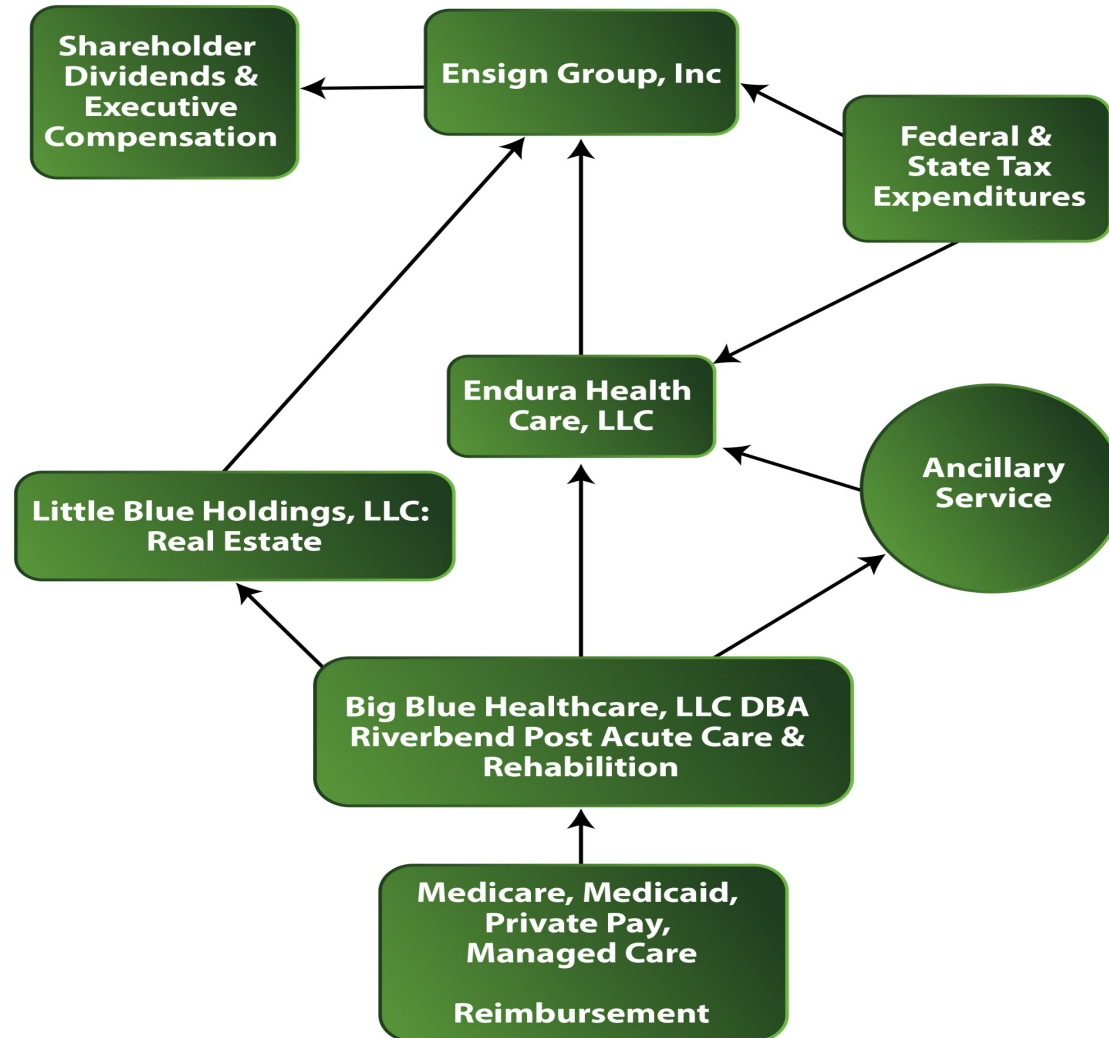 Shareholder
Dividends &
Executive
Compensation
Ensign Group, Inc
Federal &
State Tax
Expenditures
Endura Health
Care, LLC
Ancillary
Service
Little Blue Holdings, LLC:
Real Estate
Big Blue Healthcare, LLC DBA
Riverbend Post Acute Care &
Rehabilition
Medicare, Medicaid,
Private Pay,
Managed Care
Reimbursement